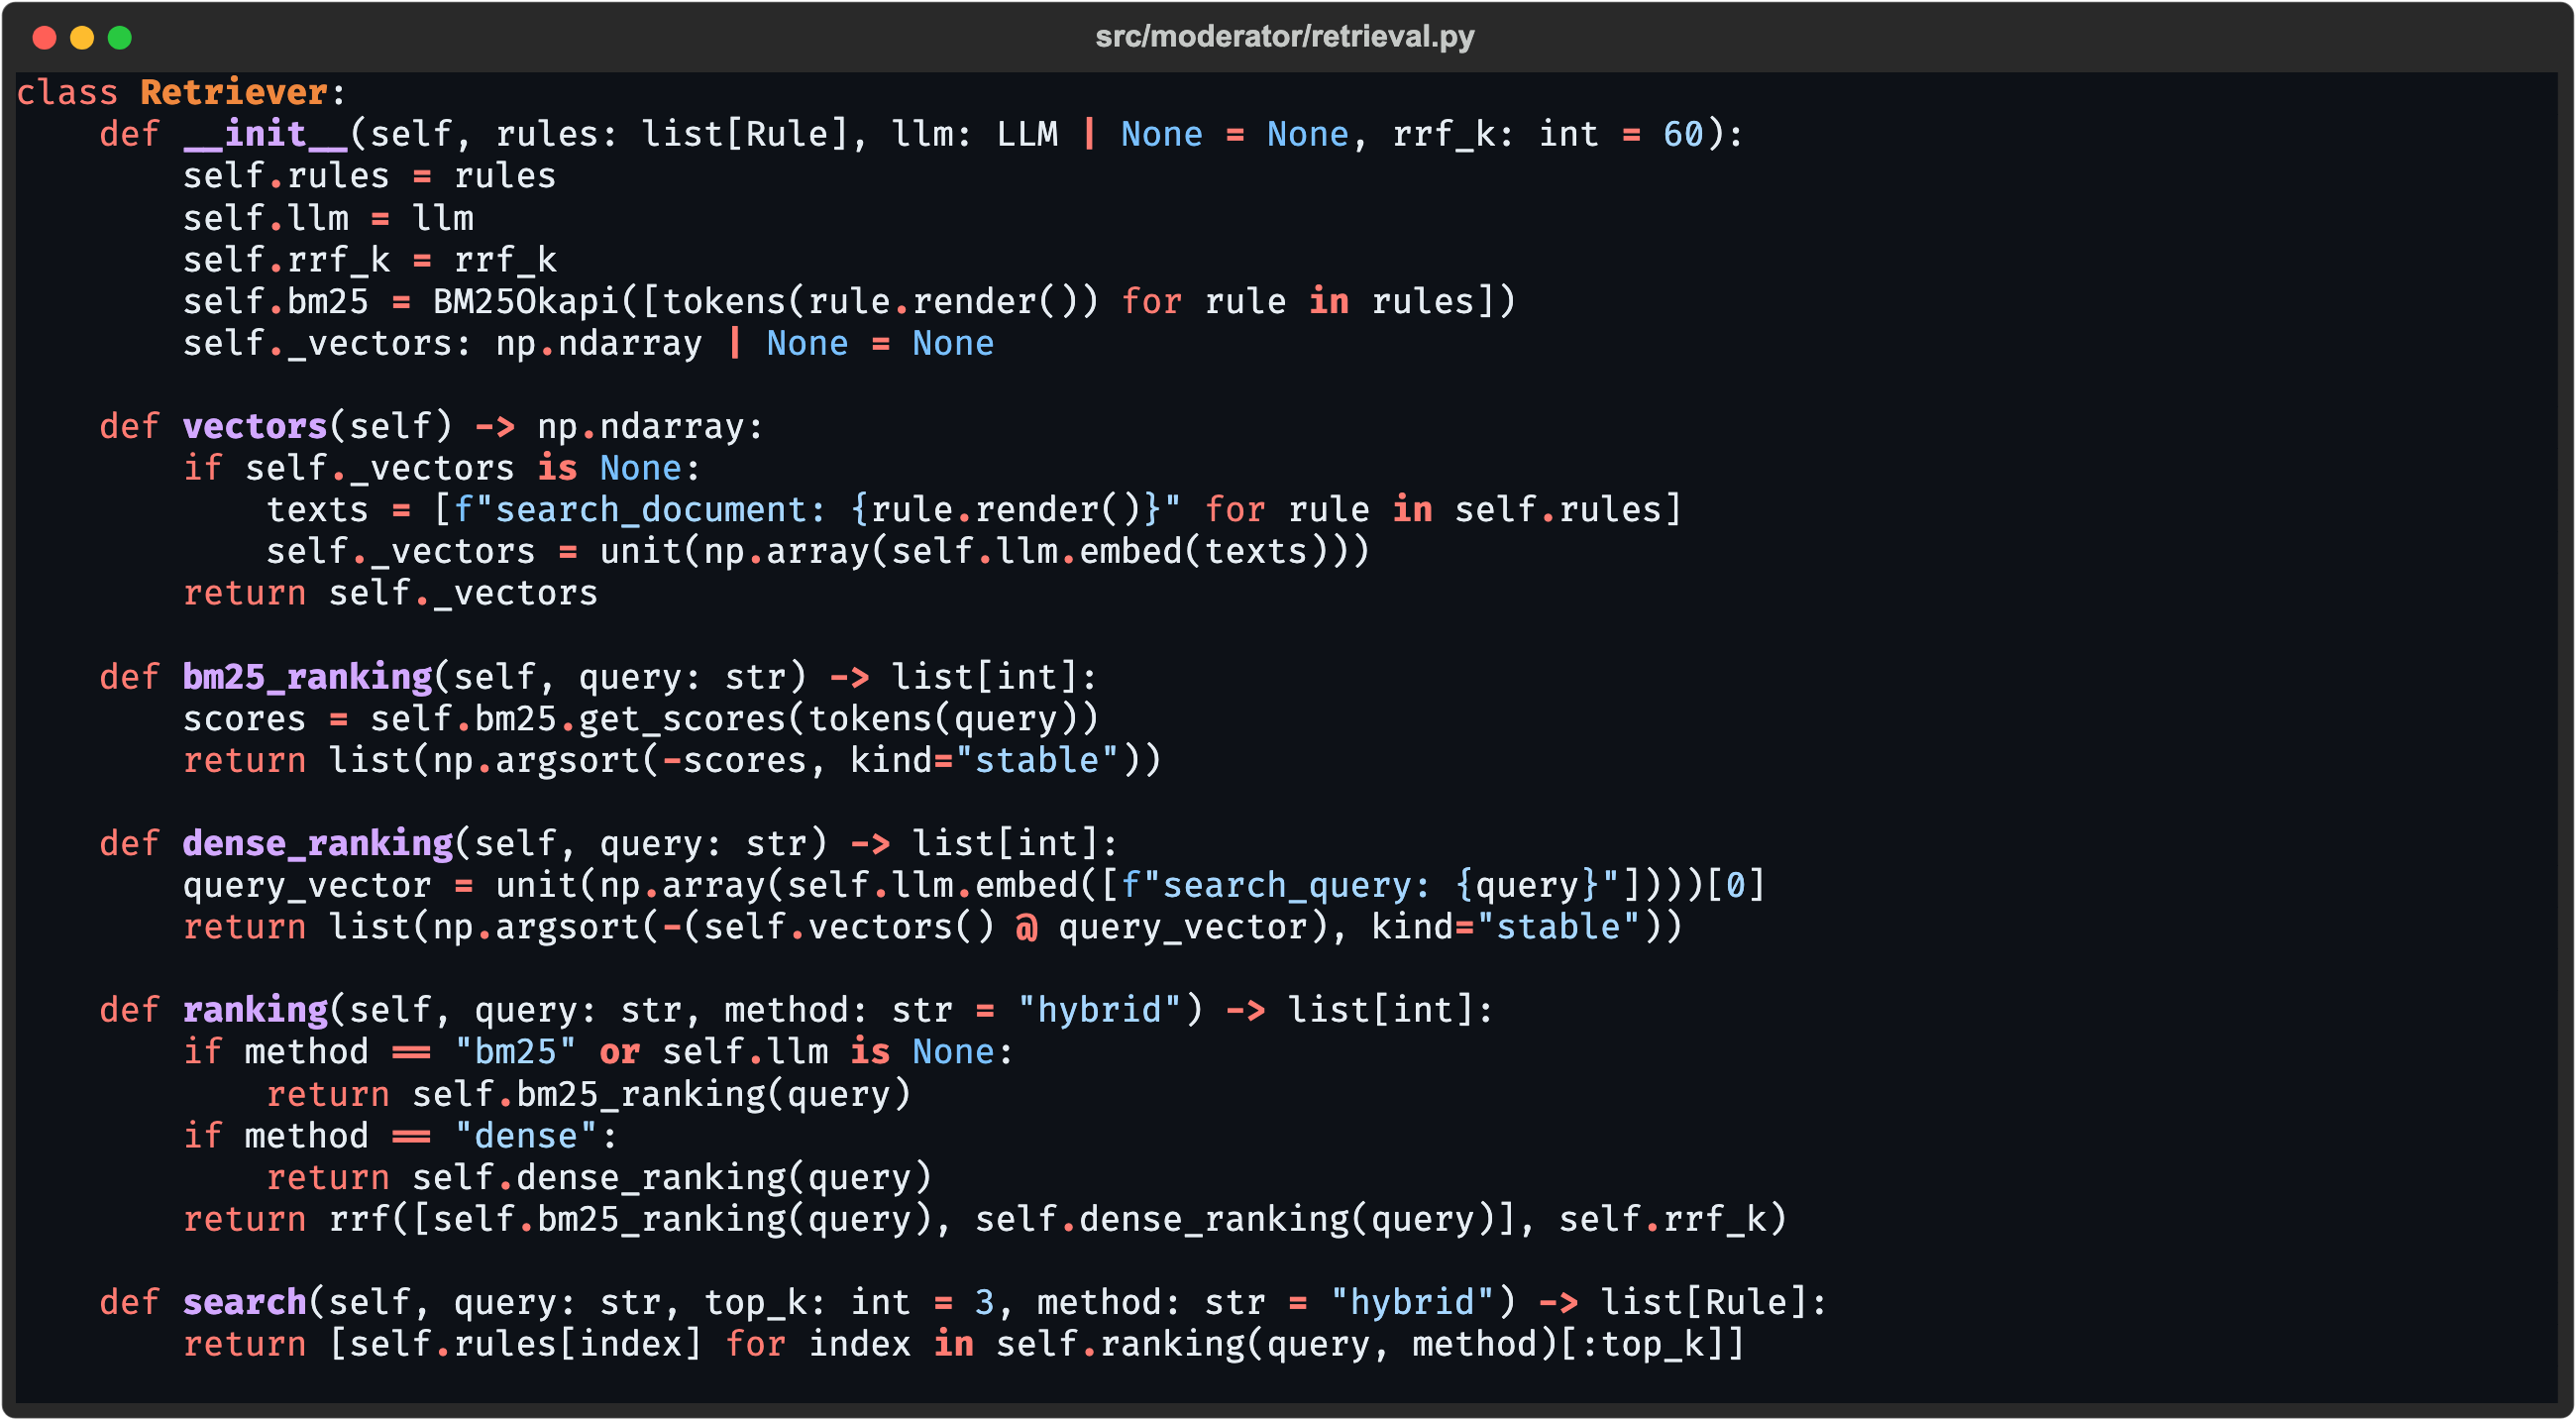 src/moderator/retrieval.py
class Retriever:
    def __init__(self, rules: list[Rule], llm: LLM | None = None, rrf_k: int = 60):
        self.rules = rules
        self.llm = llm
        self.rrf_k = rrf_k
        self.bm25 = BM25Okapi([tokens(rule.render()) for rule in rules])
        self._vectors: np.ndarray | None = None

    def vectors(self) -> np.ndarray:
        if self._vectors is None:
            texts = [f"search_document: {rule.render()}" for rule in self.rules]
            self._vectors = unit(np.array(self.llm.embed(texts)))
        return self._vectors

    def bm25_ranking(self, query: str) -> list[int]:
        scores = self.bm25.get_scores(tokens(query))
        return list(np.argsort(-scores, kind="stable"))

    def dense_ranking(self, query: str) -> list[int]:
        query_vector = unit(np.array(self.llm.embed([f"search_query: {query}"])))[0]
        return list(np.argsort(-(self.vectors() @ query_vector), kind="stable"))

    def ranking(self, query: str, method: str = "hybrid") -> list[int]:
        if method == "bm25" or self.llm is None:
            return self.bm25_ranking(query)
        if method == "dense":
            return self.dense_ranking(query)
        return rrf([self.bm25_ranking(query), self.dense_ranking(query)], self.rrf_k)

    def search(self, query: str, top_k: int = 3, method: str = "hybrid") -> list[Rule]:
        return [self.rules[index] for index in self.ranking(query, method)[:top_k]]